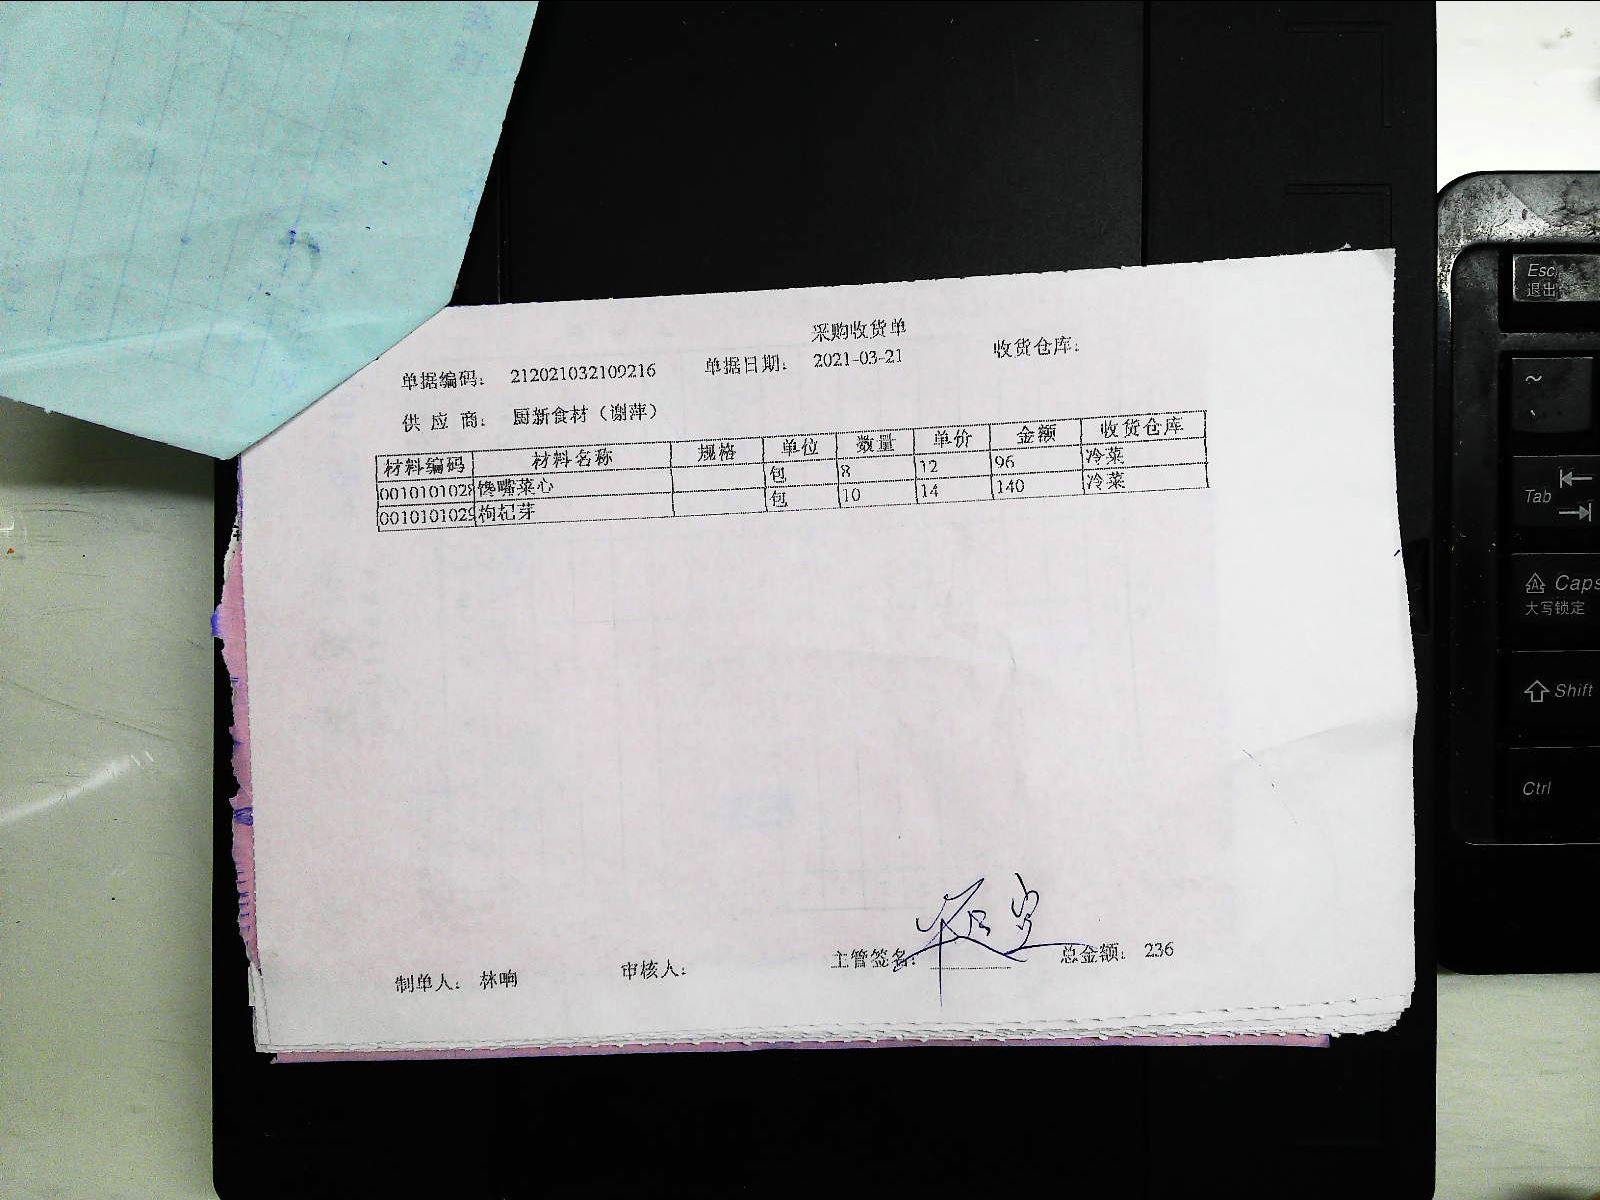 采购收货单
单据编码： 212021032109216 单据日期： 2021-03-21 收货仓库：
供应商： 厨新食材（谢萍）
材料编码 材料名称 规格 单位 数量 单价 金额 收货仓库
0010101028 馋嘴菜心 包 8 12 96 冷菜
0010101029 枸杞芽 包 10 14 140 冷菜
制单人： 林响 审核人： 主管签名： 总金额： 236
Esc
退出
~
Tab
Caps
大写锁定
Shift
Ctrl